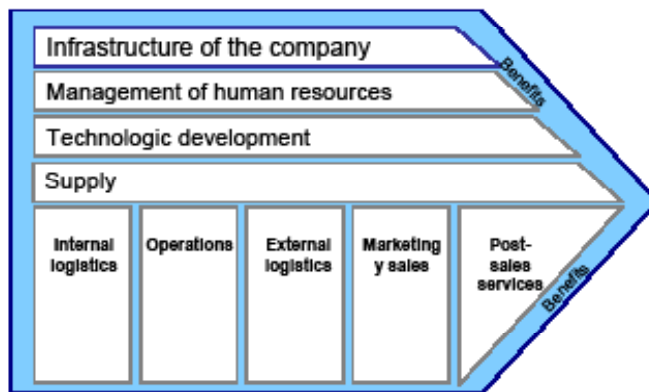 Infrastructure of the company
Benefits
Management of human resources
Technologic development
Supply
Internal
logistics
Operations
External
logistics
Marketing
y sales
Post-
sales
services
Benefits